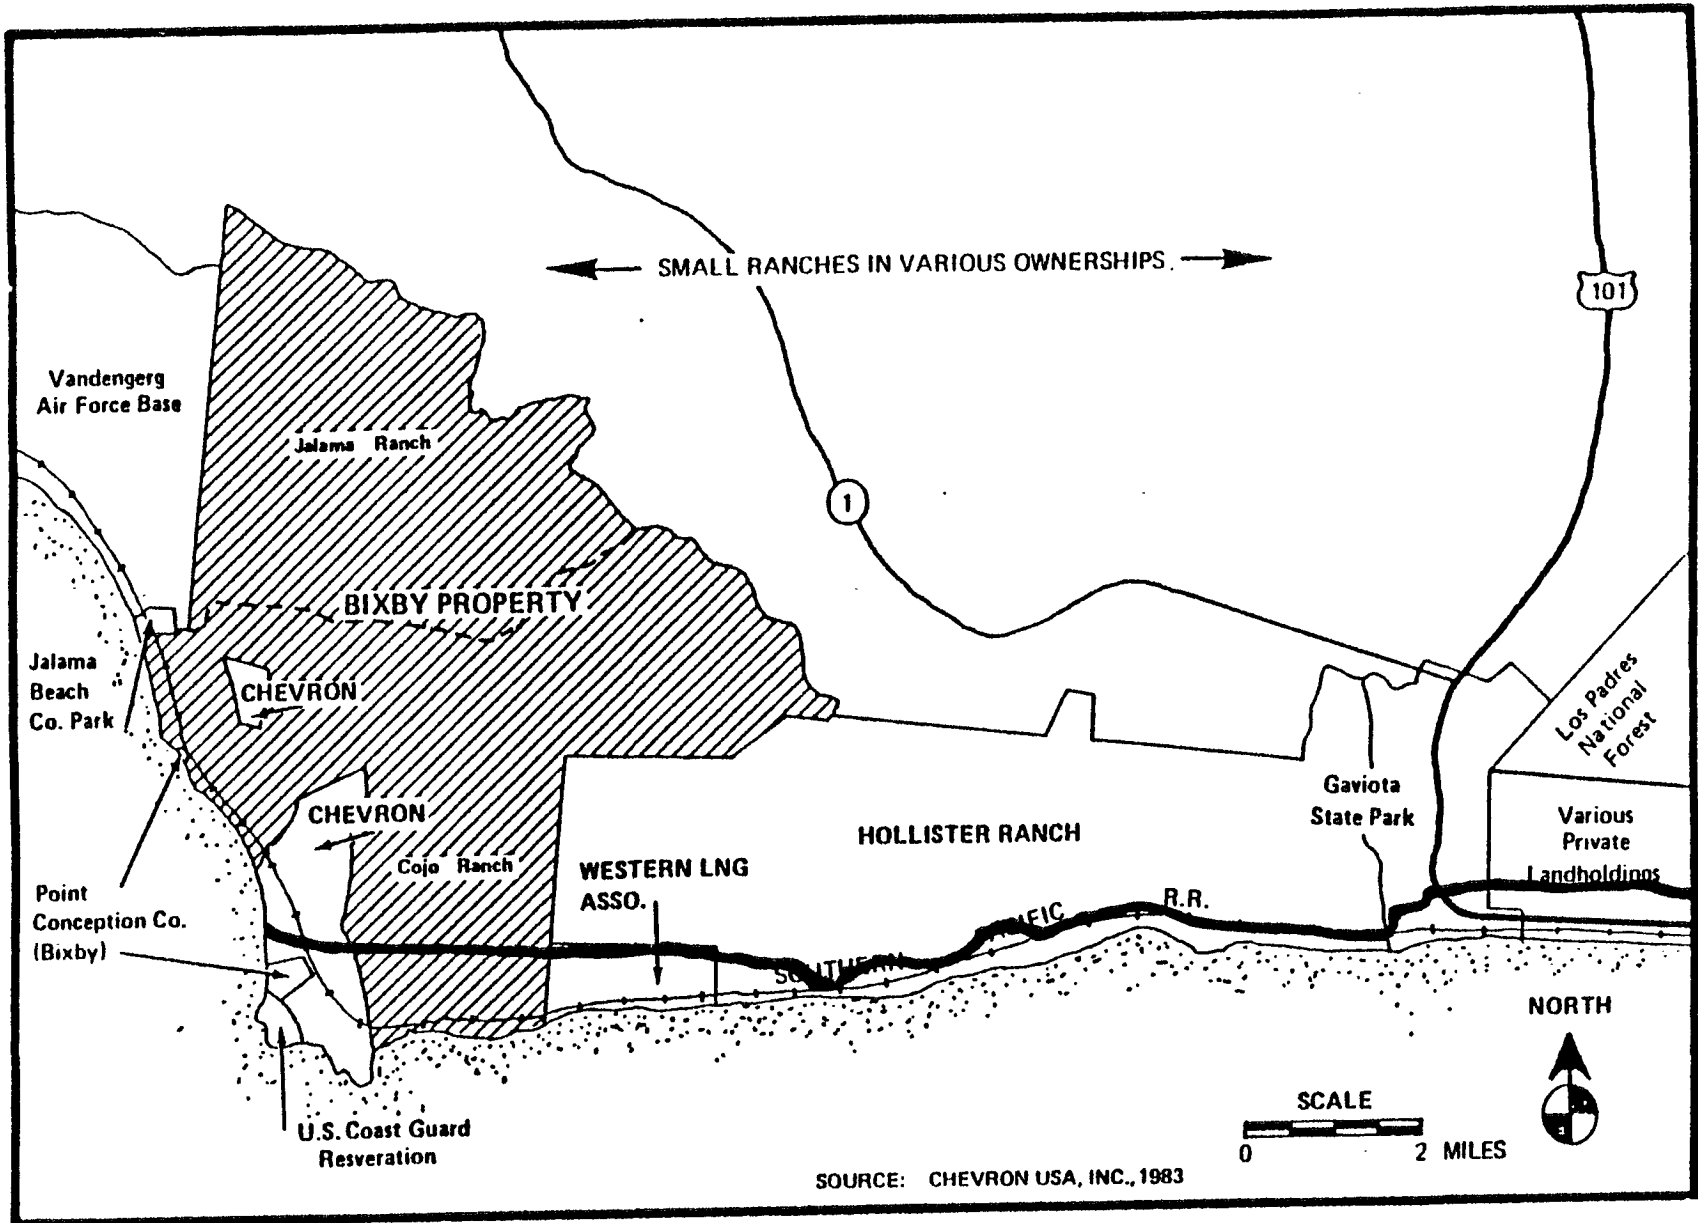 SMALL RANCHES IN VARIOUS OWNERSHIPS.
101
Vandengerg
Air Force Base
Jalama Ranch
1
BIXBY PROPERTY
Jalama
Beach
Co. Park
CHEVRON
Los Padres
National
Forest
CHEVRON
Gaviota
State Park
Various
Private
Landholdings
HOLLISTER RANCH
Cojo Ranch
WESTERN LNG
ASSO.
Point
Conception Co.
(Bixby)
SOUTHERN PACIFIC R.R.
NORTH
U.S. Coast Guard
Resveration
SCALE
0 2 MILES
SOURCE: CHEVRON USA, INC., 1983